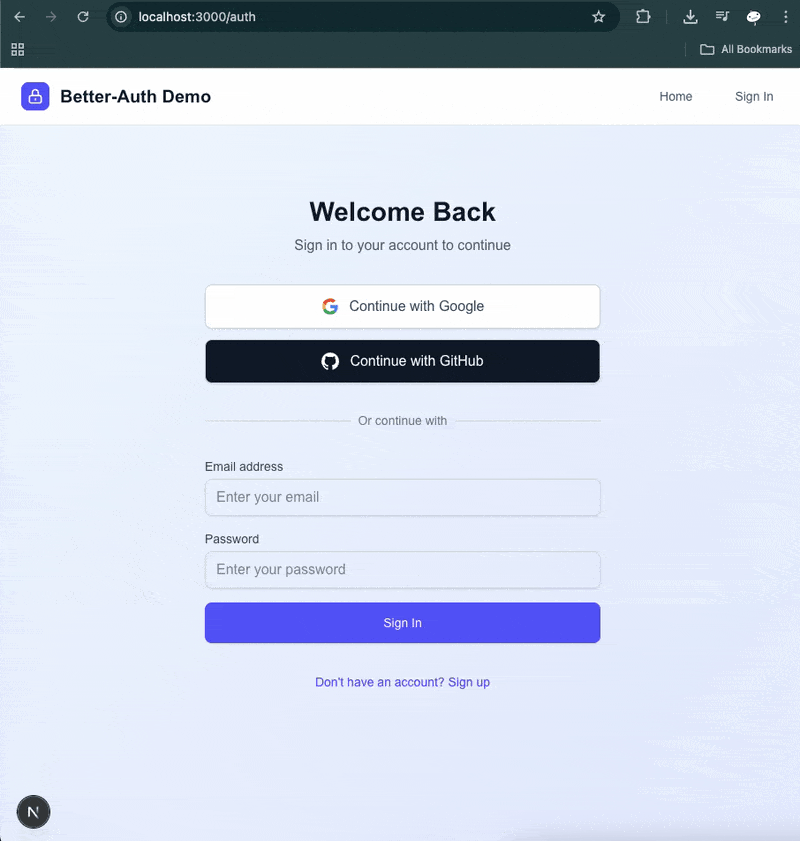 localhost:3000/auth
All Bookmarks
Better-Auth Demo
Home
Sign In
Welcome Back
Sign in to your account to continue
Continue with Google
Continue with GitHub
Or continue with
Email address
Enter your email
Password
Enter your password
Sign In
Don't have an account? Sign up
N